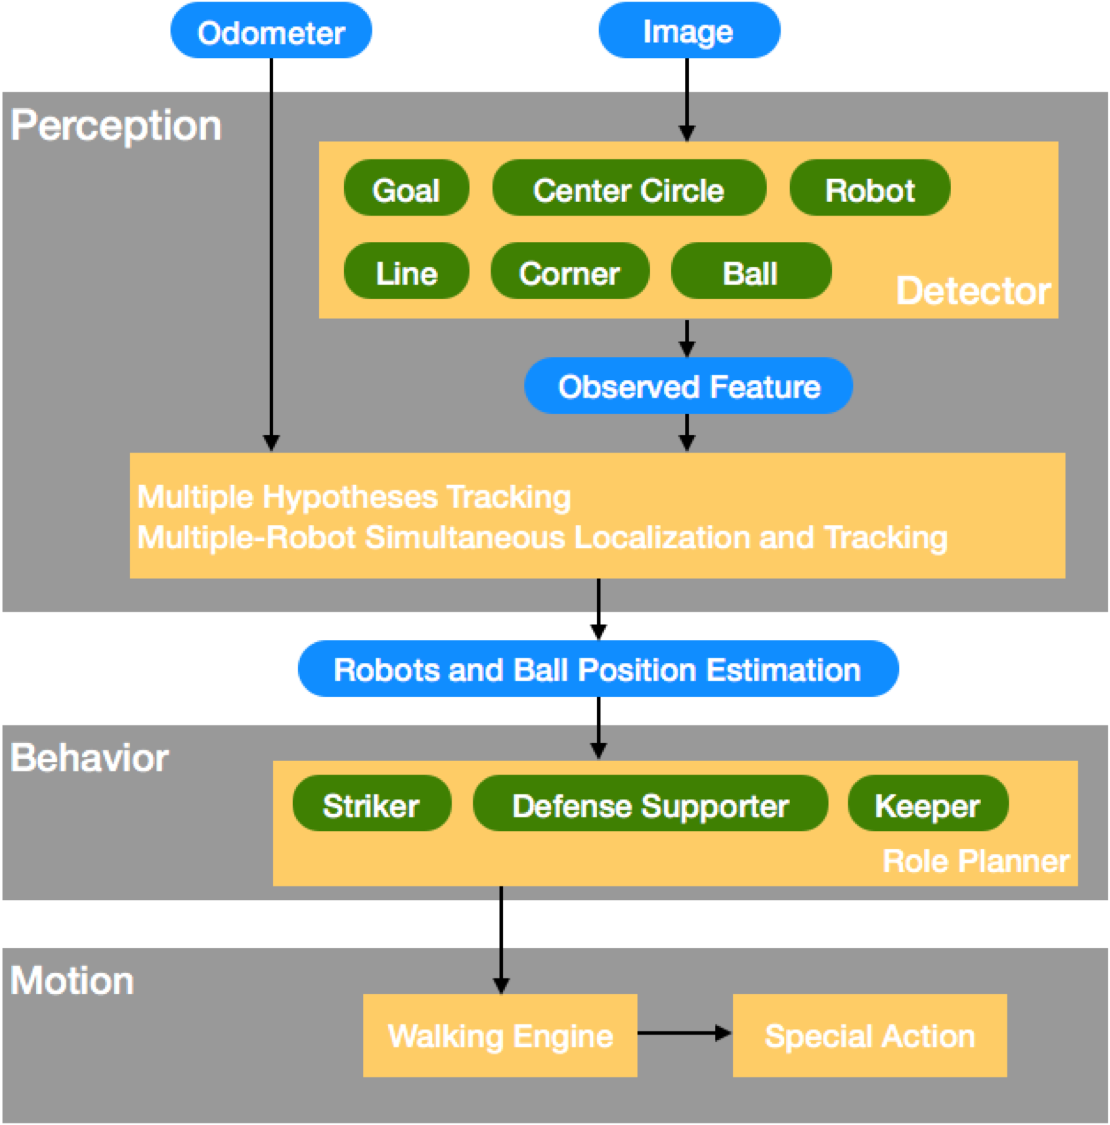 Odometer
Image
Perception
Goal
Center Circle
Robot
Line
Corner
Ball
Detector
Observed Feature
Multiple Hypotheses Tracking
Multiple-Robot Simultaneous Localization and Tracking
Robots and Ball Position Estimation
Behavior
Striker
Defense Supporter
Keeper
Role Planner
Motion
Walking Engine
Special Action